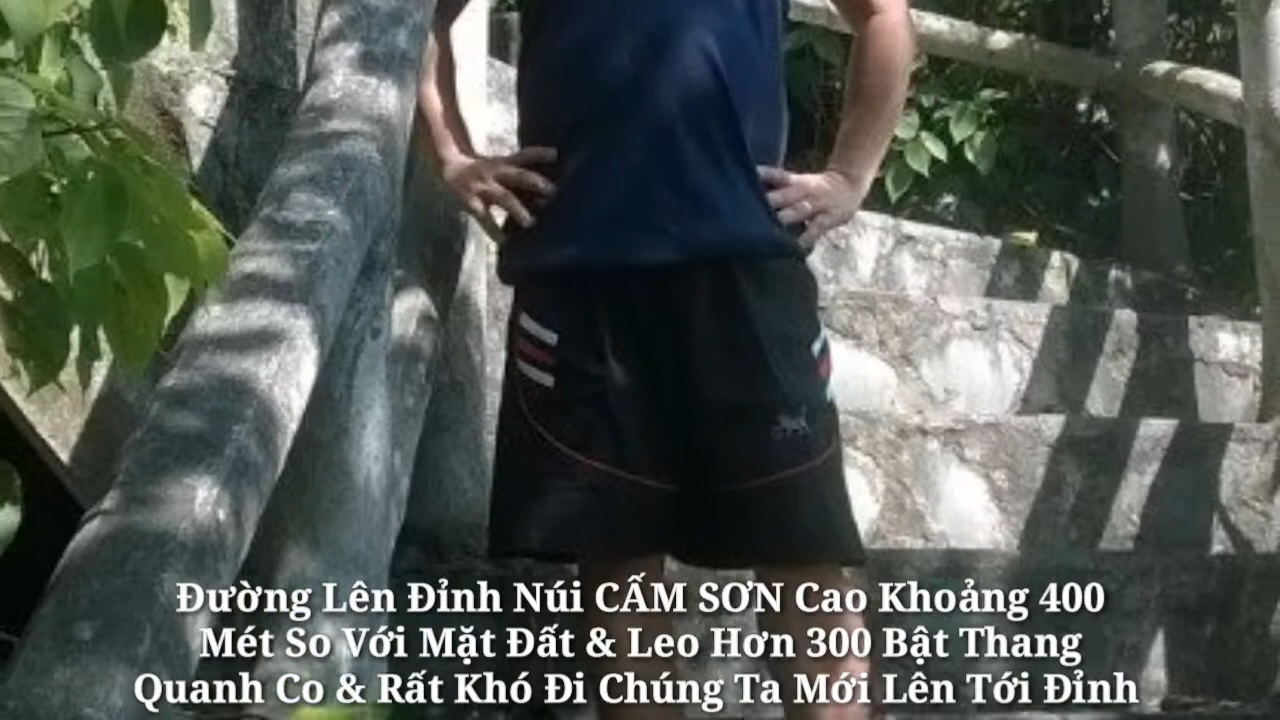 Đường Lên Đỉnh Núi CẤM SƠN Cao Khoảng 400
Mét So Với Mặt Đất & Leo Hơn 300 Bật Thang
Quanh Co & Rất Khó Đi Chúng Ta Mới Lên Tới Đỉnh